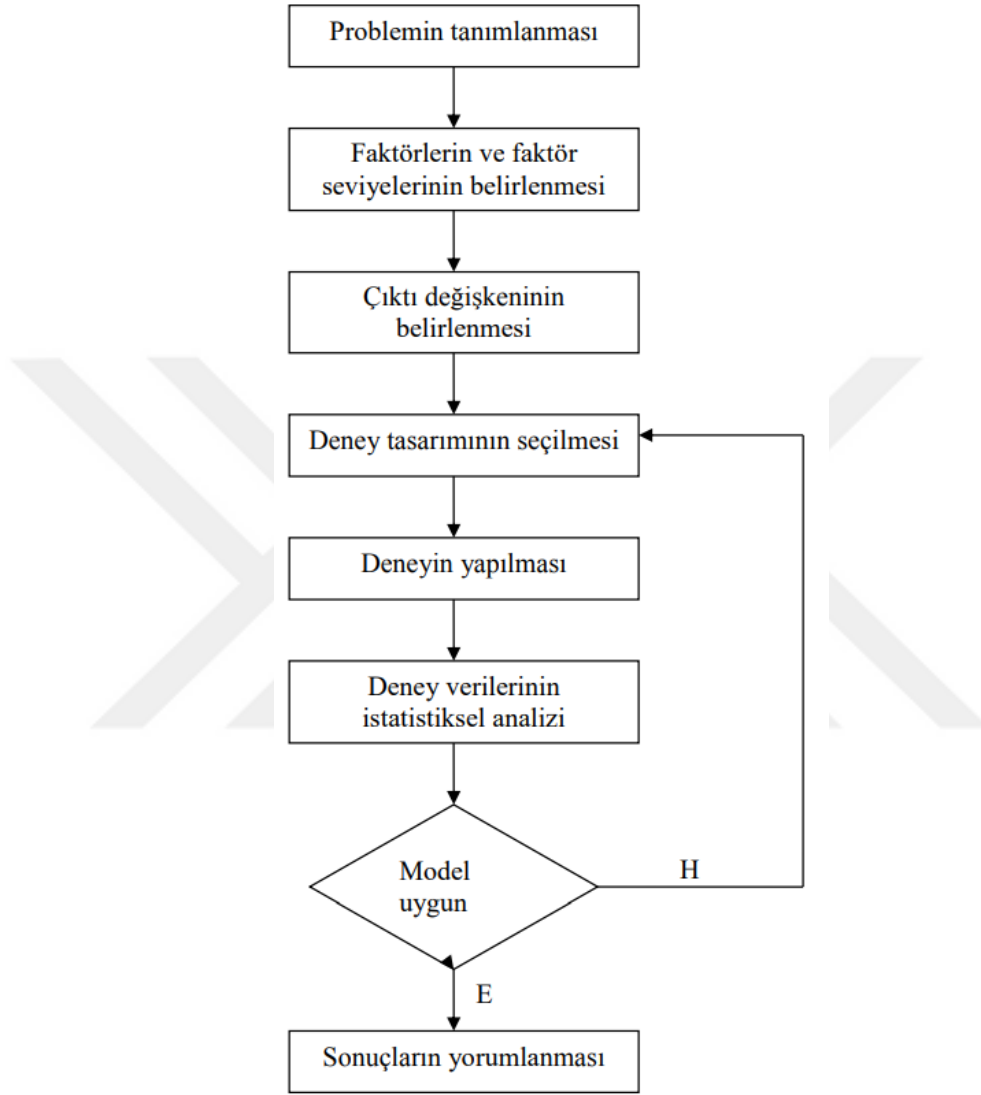 Problemin tanımlanması
Faktörlerin ve faktör
seviyelerinin belirlenmesi
Çıktı değişkeninin
belirlenmesi
Deney tasarımının seçilmesi
Deneyin yapılması
Deney verilerinin
istatistiksel analizi
Model
uygun
H
E
Sonuçların yorumlanması